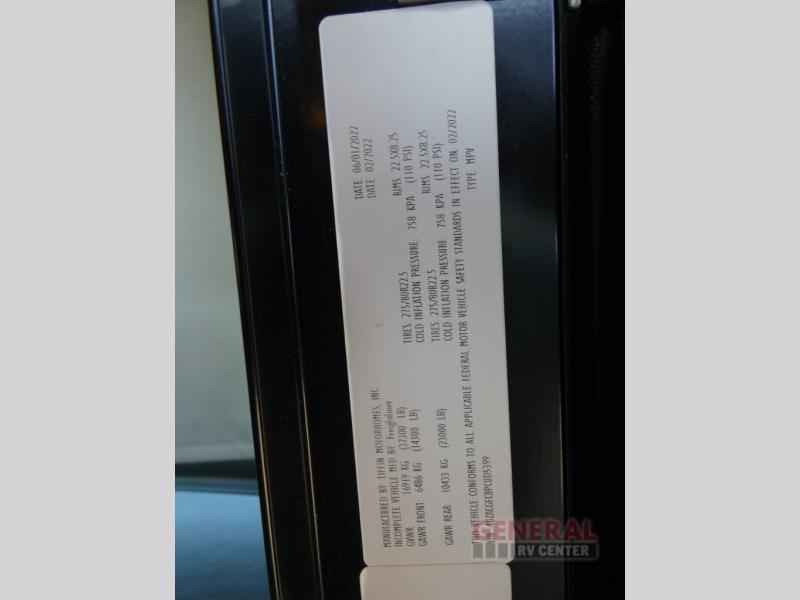 MANUFACTURED BY TIFFIN MOTORHOMES, INC. DATE 06/01/2022
INCOMPLETE VEHICLE MFD BY Freightliner DATE 02/2022
GVWR 16919 KG (37300 LB)
GAWR FRONT 6486 KG (14300 LB) TIRES 275/80R22.5 RIMS 22.5X8.25
COLD INFLATION PRESSURE 758 KPA (110 PSI)
GAWR REAR 10433 KG (23000 LB) TIRES 275/80R22.5 RIMS 22.5X8.25
COLD INFLATION PRESSURE 758 KPA (110 PSI)
THIS VEHICLE CONFORMS TO ALL APPLICABLE FEDERAL MOTOR VEHICLE SAFETY STANDARDS IN EFFECT ON 02/2022
TYPE MPV
GENERAL
RV CENTER